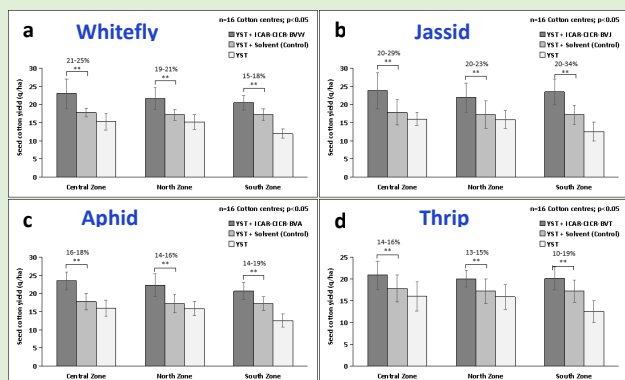 n=16 Cotton centres; p<0.05
a
Whitefly
YST + ICAR-CICR-BVW
YST + Solvent (Control)
YST
21-25%
**
19-21%
**
15-18%
**
Seed cotton yield (q/ha)
30
25
20
15
10
5
0
Central Zone
North Zone
South Zone
n=16 Cotton centres; p<0.05
b
Jassid
YST + ICAR-CICR-BVJ
YST + Solvent (Control)
YST
20-29%
**
20-23%
**
20-34%
**
Seed cotton yield (q/ha)
30
25
20
15
10
5
0
Central Zone
North Zone
South Zone
n=16 Cotton centres; p<0.05
c
Aphid
YST + ICAR-CICR-BVA
YST + Solvent (Control)
YST
16-18%
**
14-16%
**
14-19%
**
Seed cotton yield (q/ha)
30
25
20
15
10
5
0
Central Zone
North Zone
South Zone
n=16 Cotton centres; p<0.05
d
Thrip
YST + ICAR-CICR-BVT
YST + Solvent (Control)
YST
14-16%
**
13-15%
**
10-19%
**
Seed cotton yield (q/ha)
25
20
15
10
5
0
Central Zone
North Zone
South Zone